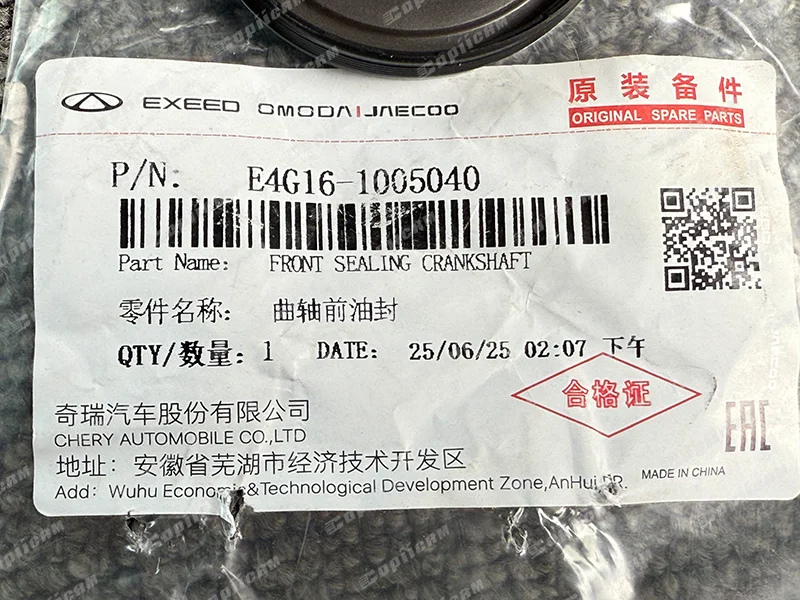 EXEED OMODA|JAECOO
原装备件
ORIGINAL SPARE PARTS
P/N: E4G16-1005040
Part Name: FRONT SEALING CRANKSHAFT
零件名称: 曲轴前油封
QTY/数量: 1 DATE: 25/06/25 02:07 下午
合格证
奇瑞汽车股份有限公司
CHERY AUTOMOBILE CO.,LTD
EAC
地址: 安徽省芜湖市经济技术开发区
Add: Wuhu Economic&Technological Development Zone,AnHui PR.
MADE IN CHINA